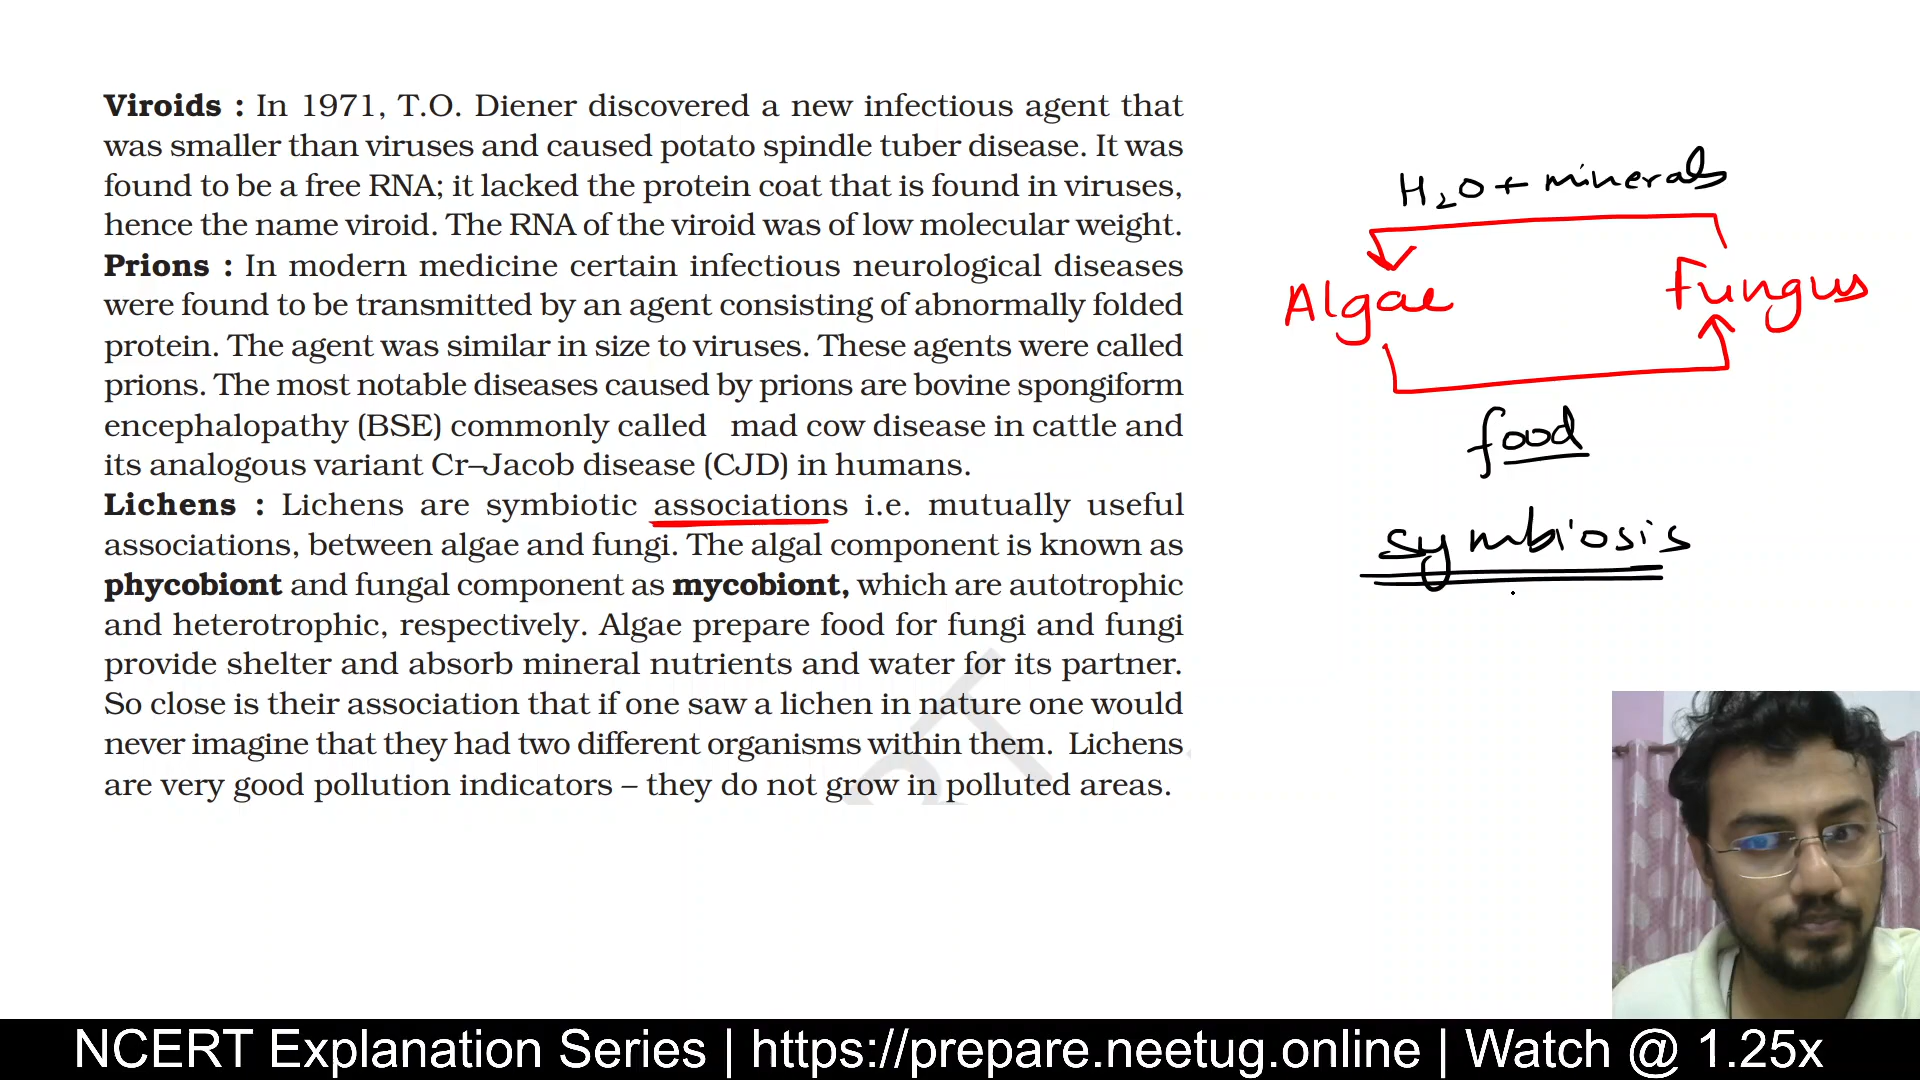 Viroids : In 1971, T.O. Diener discovered a new infectious agent that
was smaller than viruses and caused potato spindle tuber disease. It was
found to be a free RNA; it lacked the protein coat that is found in viruses,
hence the name viroid. The RNA of the viroid was of low molecular weight.
Prions : In modern medicine certain infectious neurological diseases
were found to be transmitted by an agent consisting of abnormally folded
protein. The agent was similar in size to viruses. These agents were called
prions. The most notable diseases caused by prions are bovine spongiform
encephalopathy (BSE) commonly called mad cow disease in cattle and
its analogous variant Cr–Jacob disease (CJD) in humans.
Lichens : Lichens are symbiotic associations i.e. mutually useful
associations, between algae and fungi. The algal component is known as
phycobiont and fungal component as mycobiont, which are autotrophic
and heterotrophic, respectively. Algae prepare food for fungi and fungi
provide shelter and absorb mineral nutrients and water for its partner.
So close is their association that if one saw a lichen in nature one would
never imagine that they had two different organisms within them. Lichens
are very good pollution indicators – they do not grow in polluted areas.
H₂O + minerals
Algae Fungus
food
symbiosis
NCERT Explanation Series | https://prepare.neetug.online | Watch @ 1.25x